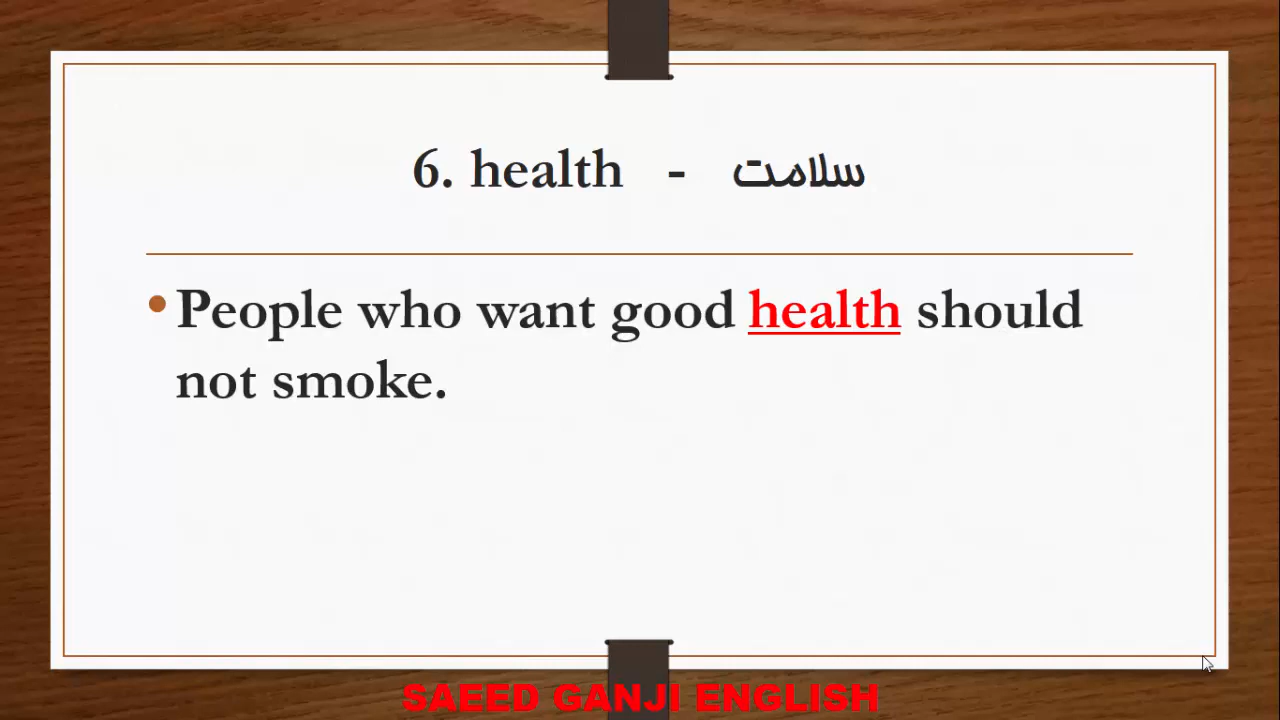 6. health - سلامت
• People who want good health should
not smoke.
SAEED GANJI ENGLISH